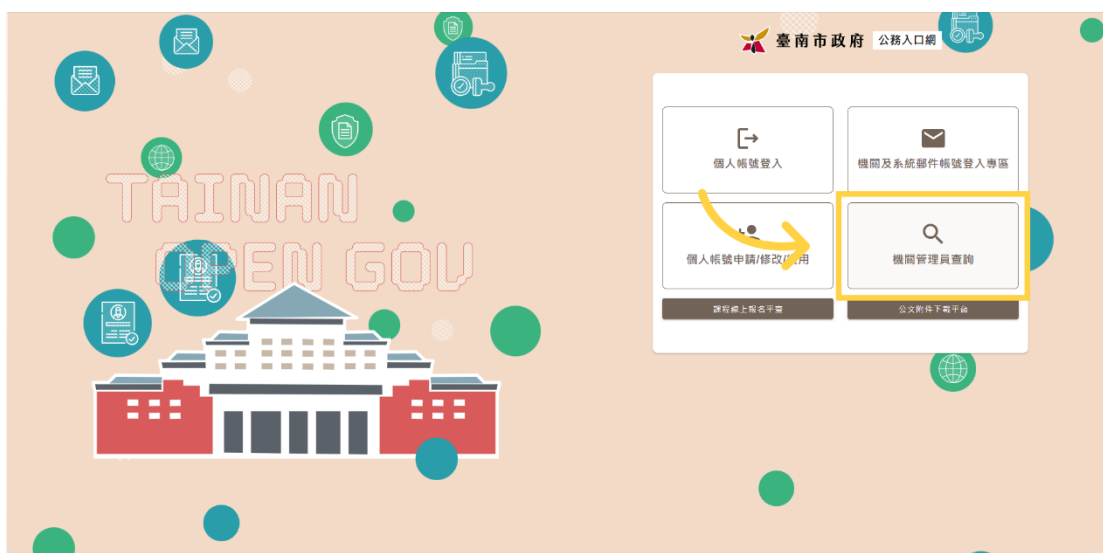 臺南市政府 公務入口網
TAINAN
OPEN GOV
個人帳號登入
機關及系統郵件帳號登入專區
個人帳號申請/修改/
用
機關管理員查詢
課程線上報名平臺
公文附件下載平台